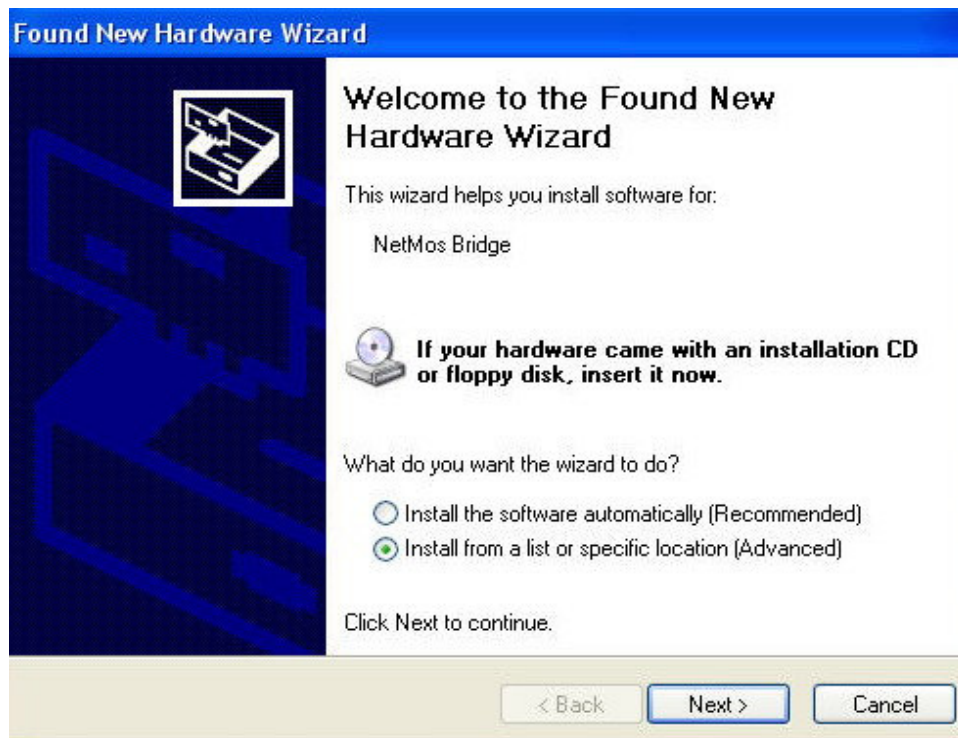 Found New Hardware Wizard
Welcome to the Found New
Hardware Wizard
This wizard helps you install software for:
NetMos Bridge
If your hardware came with an installation CD
or floppy disk, insert it now.
What do you want the wizard to do?
Install the software automatically (Recommended)
Install from a list or specific location (Advanced)
Click Next to continue.
< Back Next > Cancel